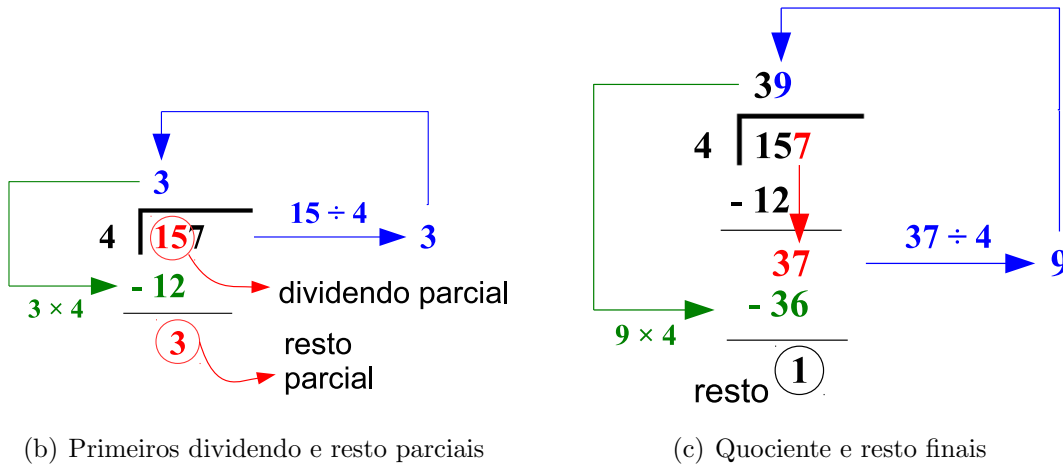 3
15 ÷ 4
4 157 3
- 12
3 × 4
dividendo parcial
3
resto
parcial
(b) Primeiros dividendo e resto parciais
39
4 157
- 12
37 ÷ 4
37 9
- 36
9 × 4
resto 1
(c) Quociente e resto finais